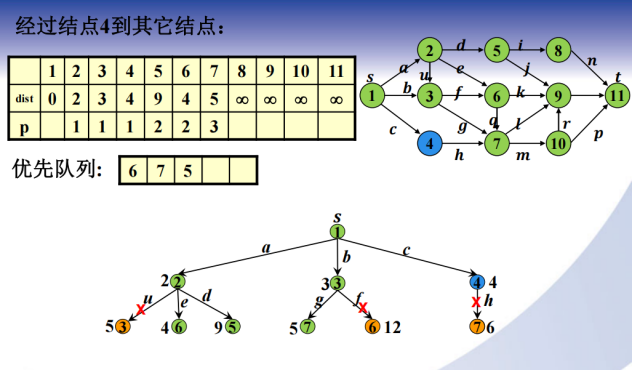 经过结点4到其它结点：
1 2 3 4 5 6 7 8 9 10 11
dist 0 2 3 4 9 4 5 ∞ ∞ ∞ ∞
p 1 1 1 2 2 3
优先队列: 6 7 5
2 d 5 i 8
a u e j n
s t
1 b 3 f 6 k 9 11
c g q l r p
4 h 7 m 10
s
1
a b c
2 2 3 3 4 4
u e d g f h
5 3 4 6 9 5 5 7 6 12 7 6